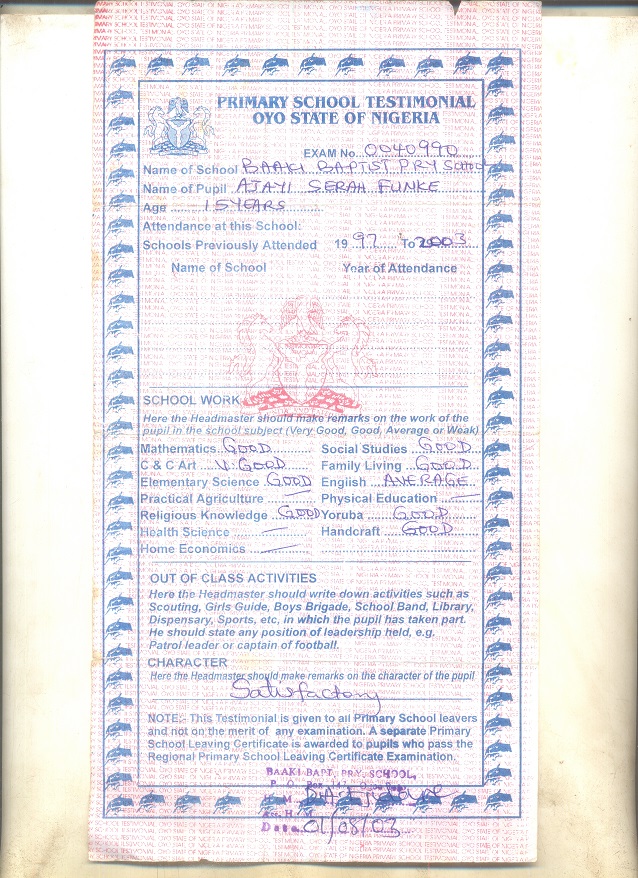 PRIMARY SCHOOL TESTIMONIAL
OYO STATE OF NIGERIA
EXAM No. 0040990
Name of School BAAKI BAPTIST PRY School
Name of Pupil AJAYI SERAH FUNKE
Age 15 YEARS
Attendance at this School:
Schools Previously Attended 1997 To 2003
Name of School Year of Attendance
SCHOOL WORK
Here the Headmaster should make remarks on the work of the
pupil in the school subject (Very Good, Good, Average or Weak)
Mathematics GOOD Social Studies GOOD
C & C Art V. GOOD Family Living GOOD
Elementary Science GOOD English AVERAGE
Practical Agriculture — Physical Education —
Religious Knowledge GOOD Yoruba GOOD
Health Science — Handcraft GOOD
Home Economics —
OUT OF CLASS ACTIVITIES
Here the Headmaster should write down activities such as
Scouting, Girls Guide, Boys Brigade, School Band, Library,
Dispensary, Sports, etc, in which the pupil has taken part.
He should state any position of leadership held, e.g.
Patrol leader or captain of football.
CHARACTER
Here the Headmaster should make remarks on the character of the pupil
Satisfactory
NOTE:- This Testimonial is given to all Primary School leavers
and not on the merit of any examination. A separate Primary
School Leaving Certificate is awarded to pupils who pass the
Regional Primary School Leaving Certificate Examination.
BAAKI BAPT. PRY. SCHOOL,
P. O. Box
H. M.
Date 01/08/03